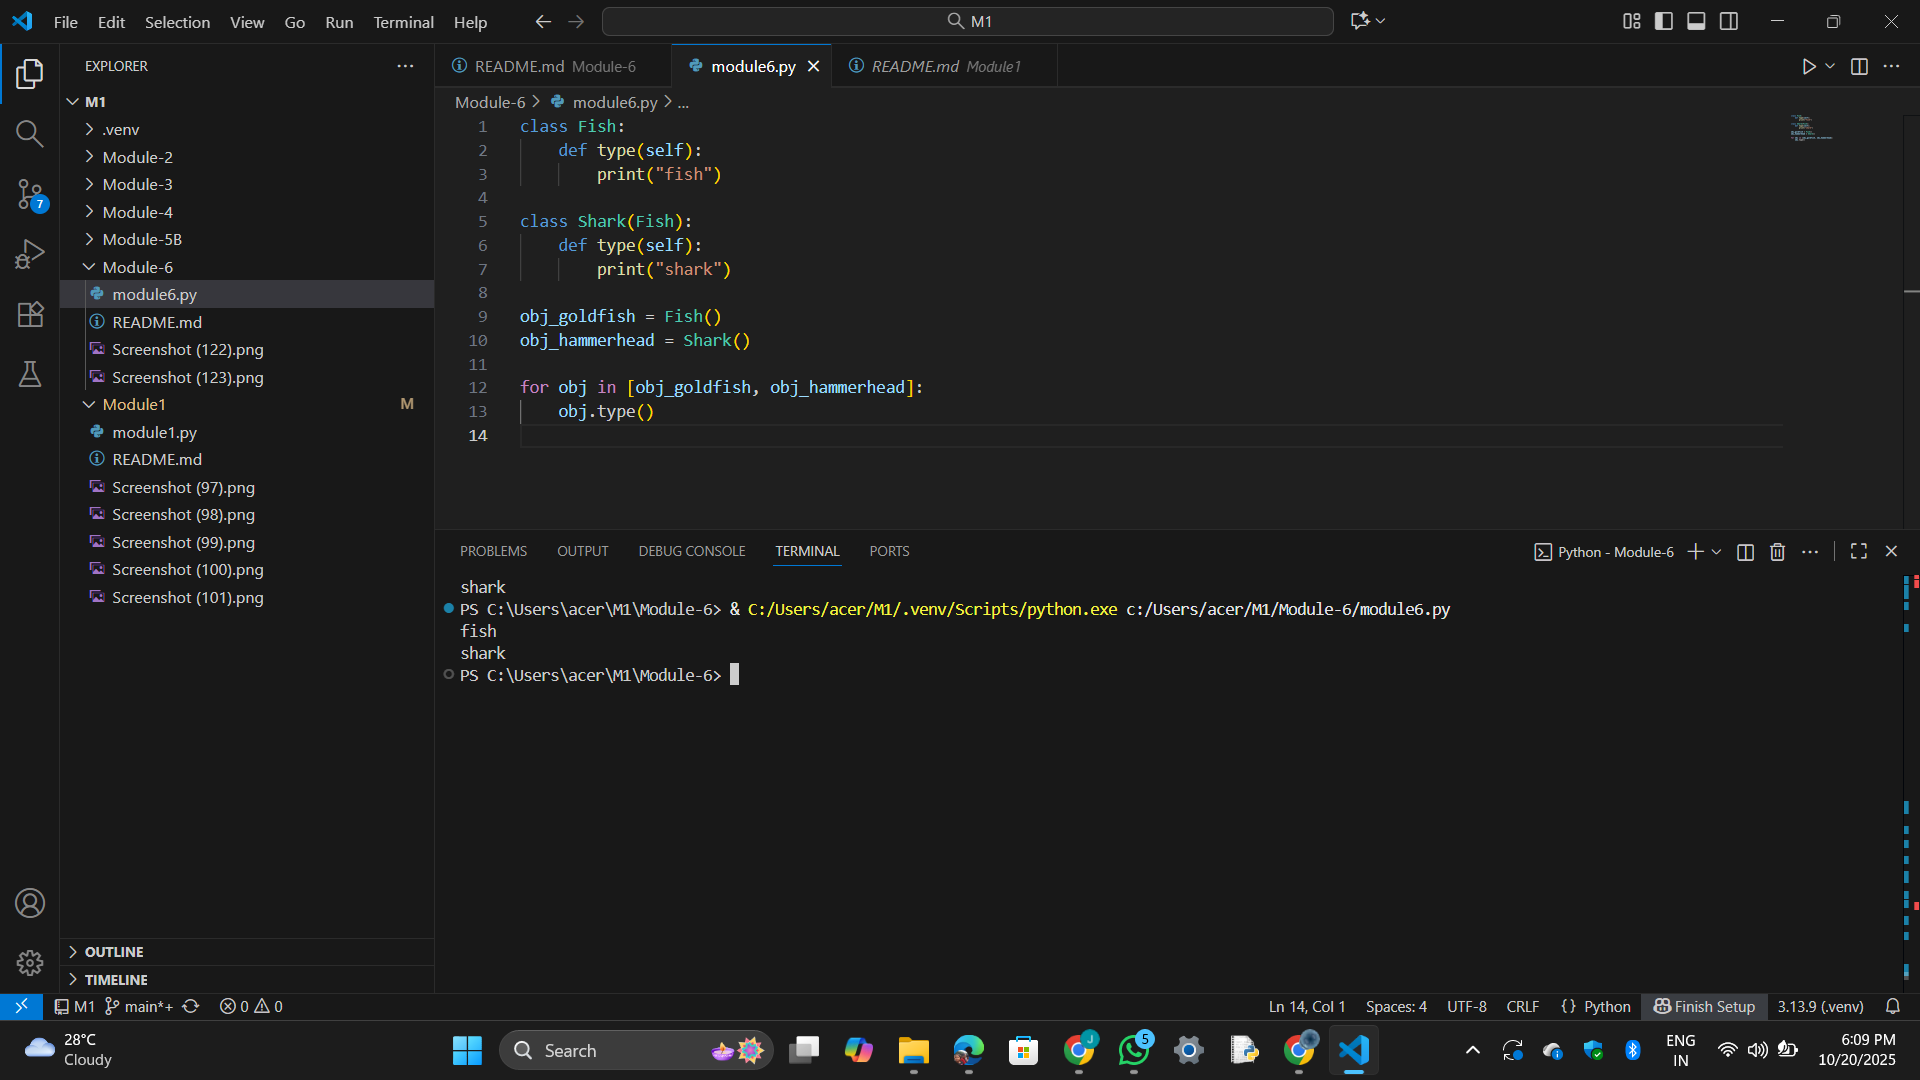 File Edit Selection View Go Run Terminal Help
M1
EXPLORER
M1
.venv
Module-2
Module-3
Module-4
Module-5B
Module-6
module6.py
README.md
Screenshot (122).png
Screenshot (123).png
Module1 M
module1.py
README.md
Screenshot (97).png
Screenshot (98).png
Screenshot (99).png
Screenshot (100).png
Screenshot (101).png
OUTLINE
TIMELINE
7
README.md Module-6
module6.py
README.md Module1
Module-6 > module6.py > ...
1 class Fish:
2     def type(self):
3         print("fish")
4
5 class Shark(Fish):
6     def type(self):
7         print("shark")
8
9 obj_goldfish = Fish()
10 obj_hammerhead = Shark()
11
12 for obj in [obj_goldfish, obj_hammerhead]:
13     obj.type()
14
PROBLEMS OUTPUT DEBUG CONSOLE TERMINAL PORTS
Python - Module-6
shark
PS C:\Users\acer\M1\Module-6> & C:/Users/acer/M1/.venv/Scripts/python.exe c:/Users/acer/M1/Module-6/module6.py
fish
shark
PS C:\Users\acer\M1\Module-6>
M1 main*+ 0 0
Ln 14, Col 1 Spaces: 4 UTF-8 CRLF {} Python Finish Setup 3.13.9 (.venv)
28°C
Cloudy
Search
J
5
ENG
IN
6:09 PM
10/20/2025